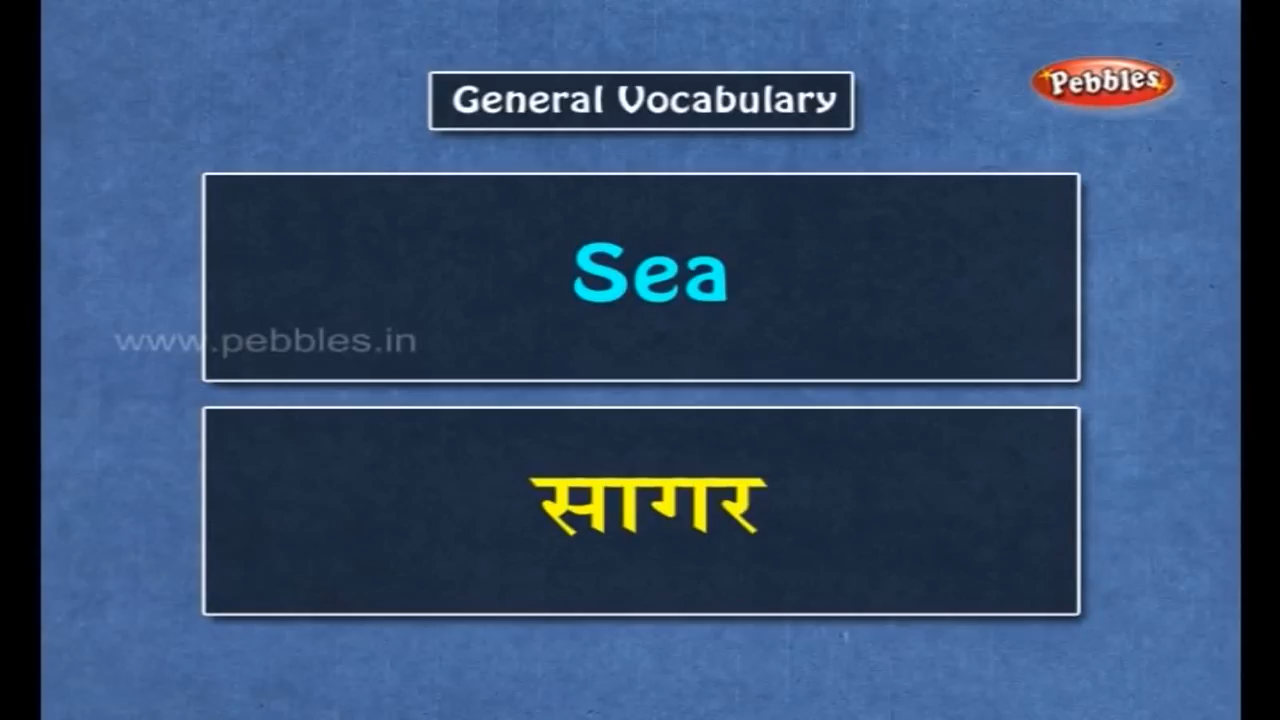 General Vocabulary
Pebbles
Sea
www.pebbles.in
सागर